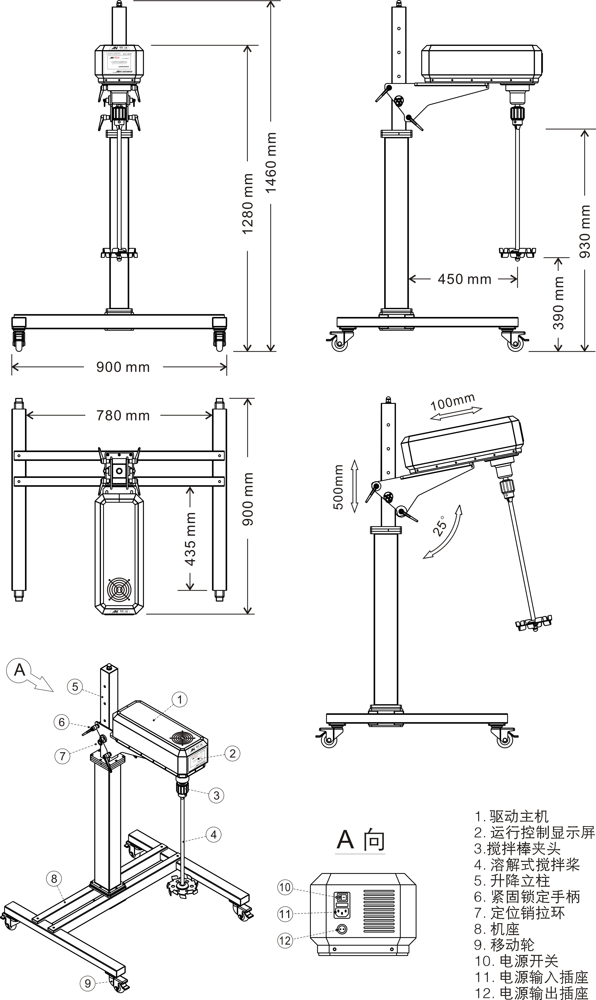 AN
Instruments
1280 mm
1460 mm
900 mm
450 mm
390 mm
930 mm
780 mm
435 mm
900 mm
AN
100mm
500mm
25°
A
5
1
6
7
2
3
4
8
9
AN
A 向
10
11
12
1. 驱动主机
2. 运行控制显示屏
3.搅拌棒夹头
4. 溶解式搅拌桨
5. 升降立柱
6. 紧固锁定手柄
7. 定位销拉环
8. 机座
9. 移动轮
10. 电源开关
11. 电源输入插座
12. 电源输出插座